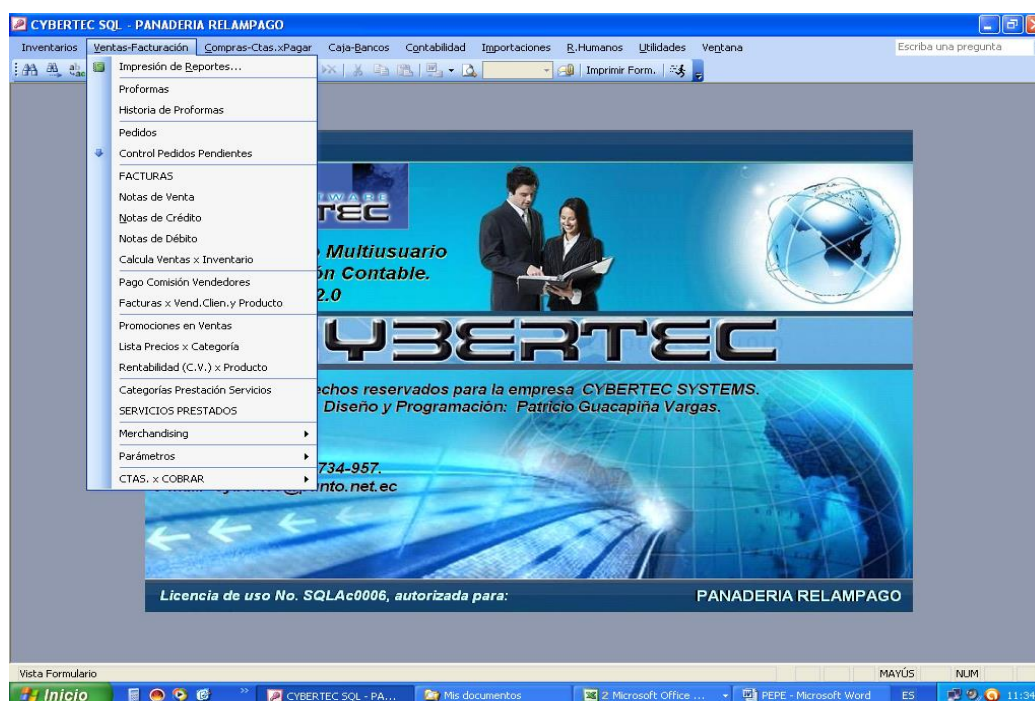 CYBERTEC SQL - PANADERIA RELAMPAGO
Inventarios Ventas-Facturación Compras-Ctas.xPagar Caja-Bancos Contabilidad Importaciones R.Humanos Utilidades Ventana Escriba una pregunta
Imprimir Form.
Impresión de Reportes...
Proformas
Historia de Proformas
Pedidos
Control Pedidos Pendientes
FACTURAS
Notas de Venta
Notas de Crédito
Notas de Débito
Calcula Ventas x Inventario
Pago Comisión Vendedores
Facturas x Vend.Clien.y Producto
Promociones en Ventas
Lista Precios x Categoría
Rentabilidad (C.V.) x Producto
Categorías Prestación Servicios
SERVICIOS PRESTADOS
Merchandising
Parámetros
CTAS. x COBRAR
WARE
TEC
Multiusuario
ón Contable.
2.0
CYBERTEC
echos reservados para la empresa CYBERTEC SYSTEMS.
Diseño y Programación: Patricio Guacapiña Vargas.
734-957.
nto.net.ec
Licencia de uso No. SQLAc0006, autorizada para: PANADERIA RELAMPAGO
Vista Formulario MAYÚS NUM
Inicio CYBERTEC SQL - PA... Mis documentos 2 Microsoft Office ... PEPE - Microsoft Word ES 11:34